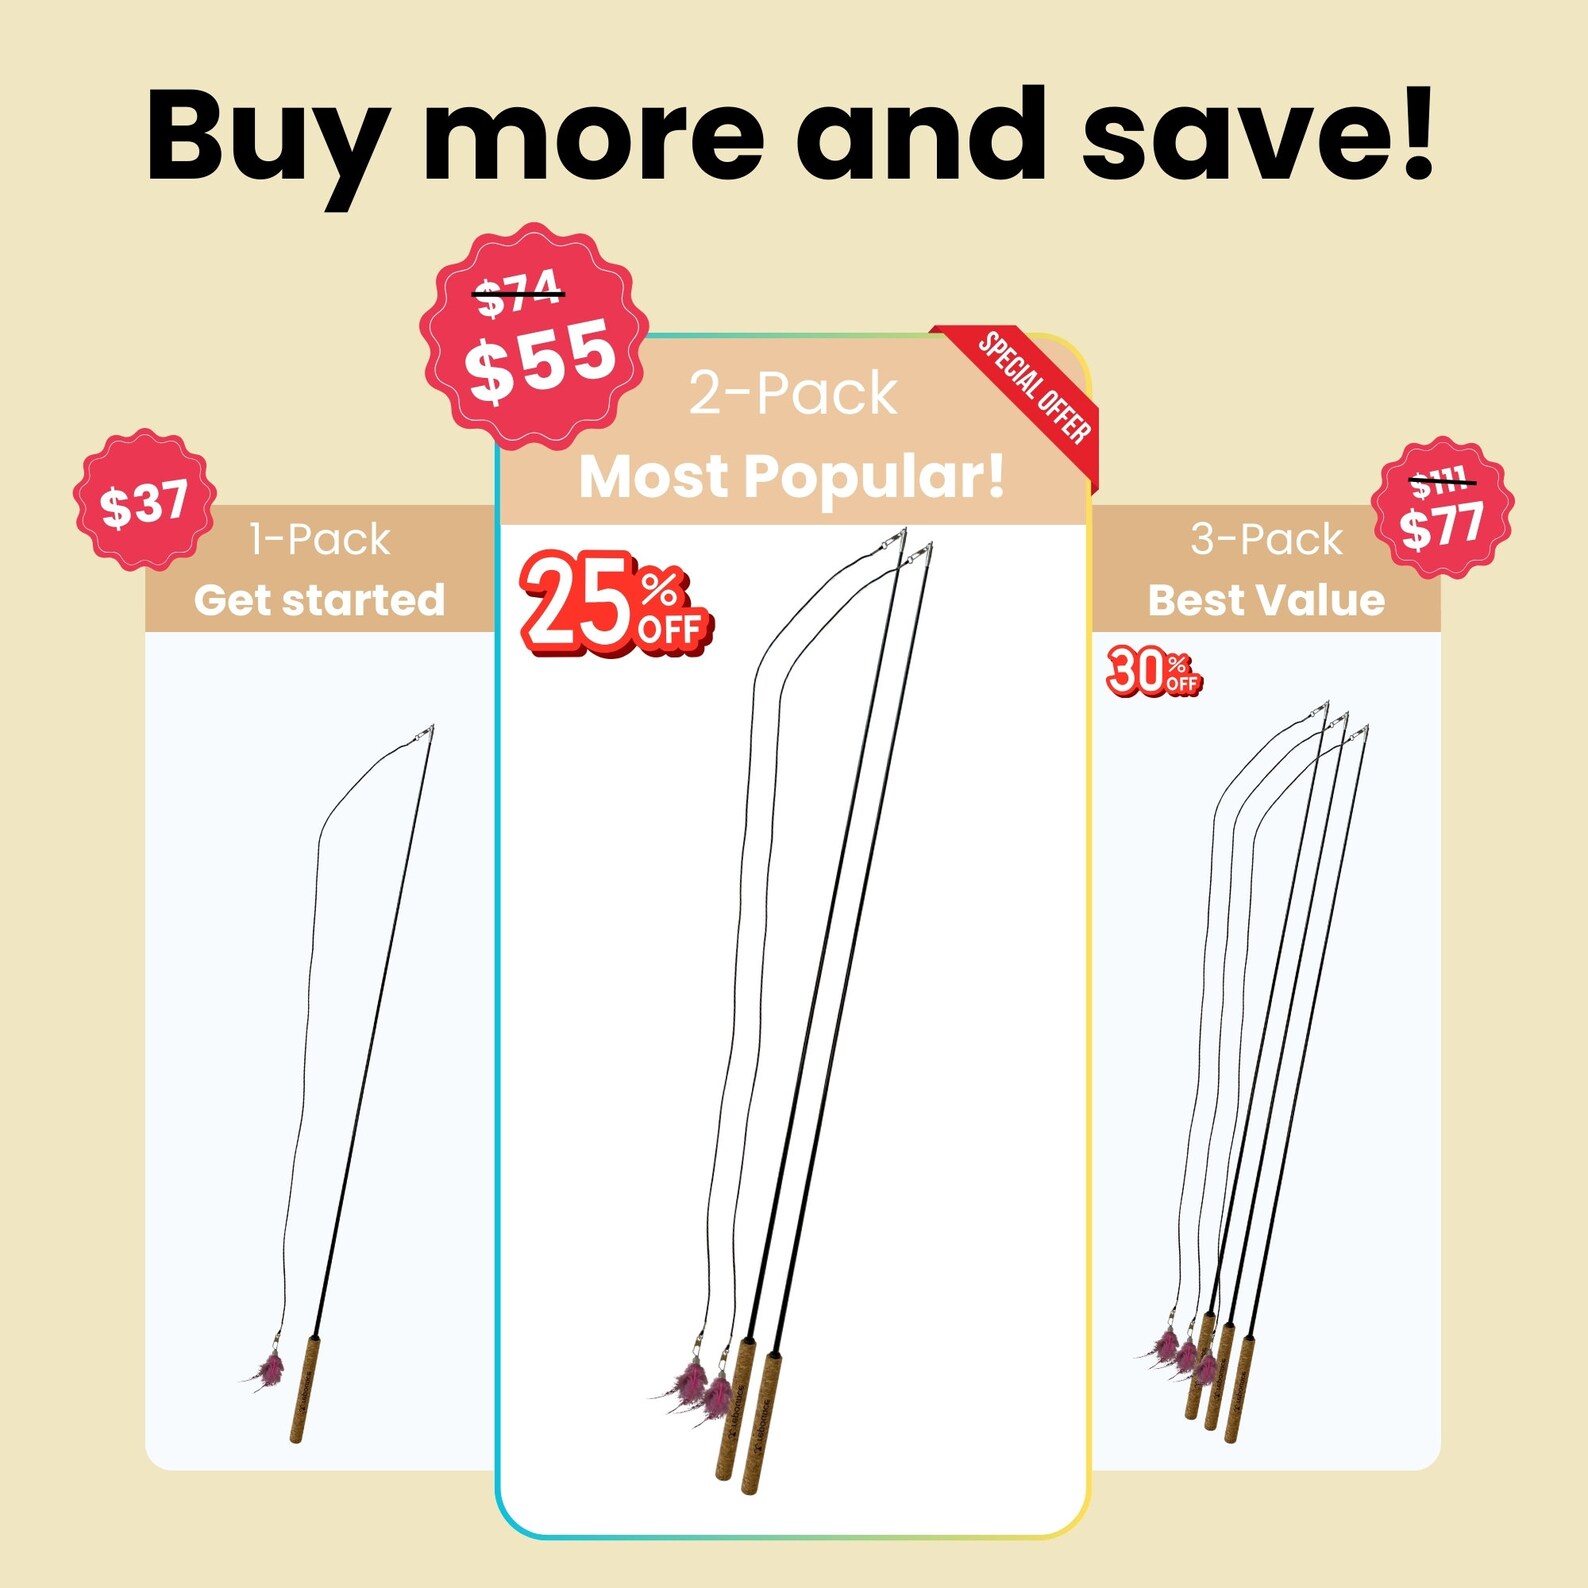 Buy more and save!
$74
$55
2-Pack
Most Popular!
SPECIAL OFFER
25% OFF
$37
1-Pack
Get started
$111
$77
3-Pack
Best Value
30% OFF